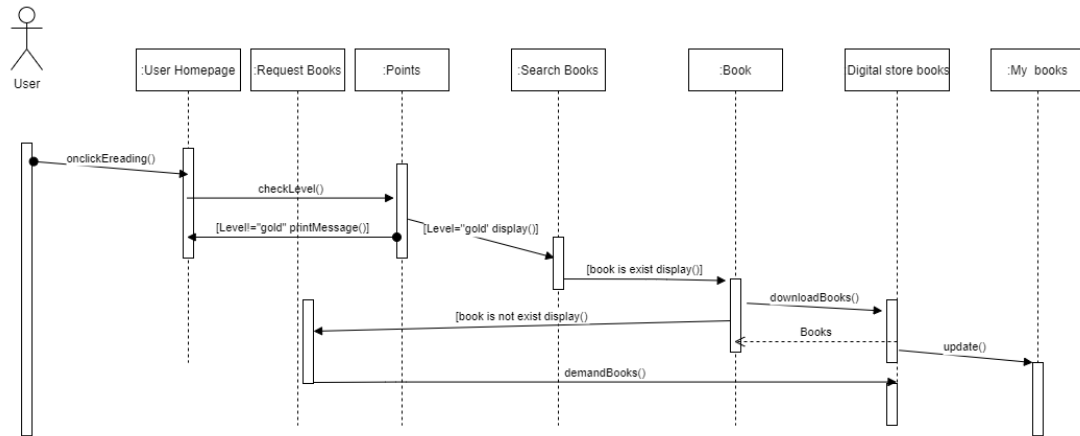 User
:User Homepage
:Request Books
:Points
:Search Books
:Book
Digital store books
:My books
onclickEreading()
checkLevel()
[Level!="gold" printMessage()]
[Level="gold' display()]
[book is exist display()]
downloadBooks()
[book is not exist display()
Books
update()
demandBooks()